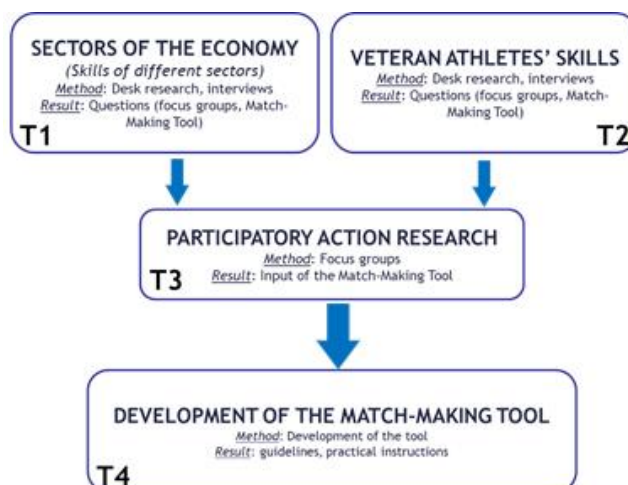 SECTORS OF THE ECONOMY
(Skills of different sectors)
Method: Desk research, interviews
Result: Questions (focus groups, Match-
Making Tool)
T1
VETERAN ATHLETES’ SKILLS
Method: Desk research, interviews
Result: Questions (focus groups, Match-
Making Tool)
T2
PARTICIPATORY ACTION RESEARCH
Method: Focus groups
Result: Input of the Match-Making Tool
T3
DEVELOPMENT OF THE MATCH-MAKING TOOL
Method: Development of the tool
Result: guidelines, practical instructions
T4